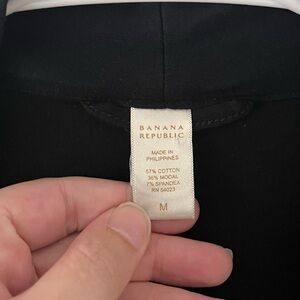 BANANA
REPUBLIC
MADE IN
PHILIPPINES
57% COTTON
36% MODAL
7% SPANDEX
RN 54023
M